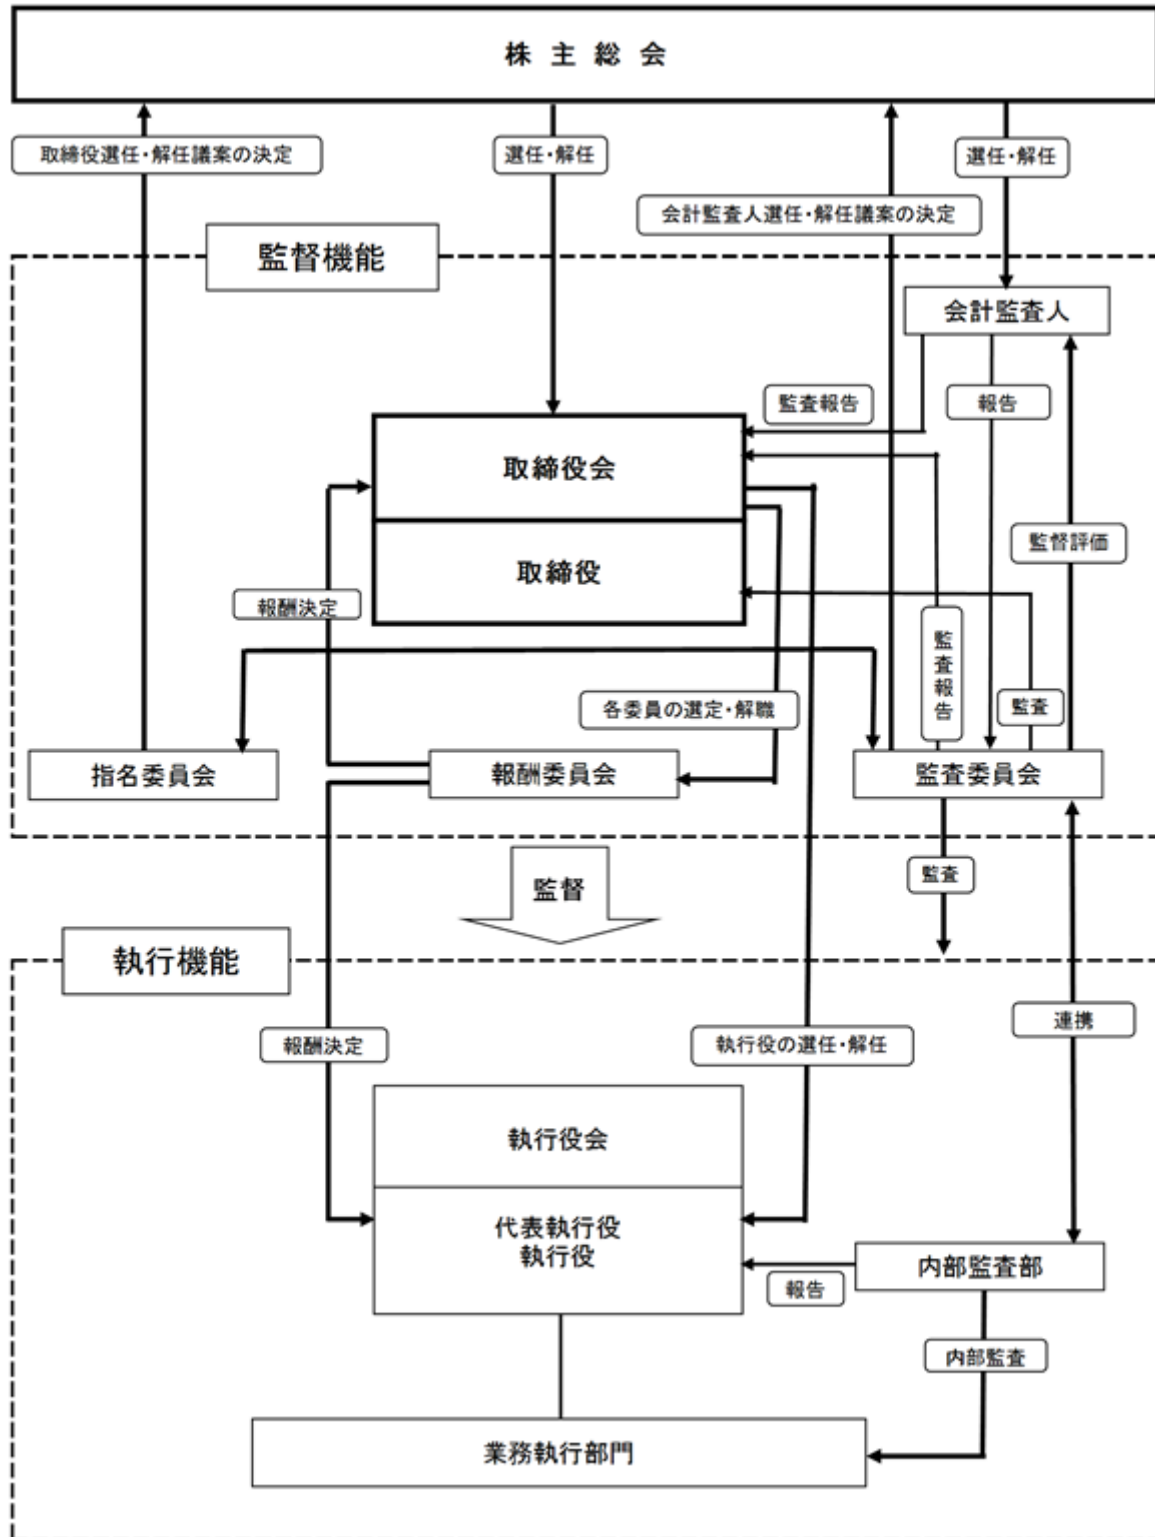 株主総会
取締役選任・解任議案の決定
選任・解任
選任・解任
会計監査人選任・解任議案の決定
監督機能
会計監査人
監査報告
報告
取締役会
監督評価
取締役
報酬決定
監査報告
監査
各委員の選定・解職
指名委員会
報酬委員会
監査委員会
監督
監査
執行機能
連携
報酬決定
執行役の選任・解任
執行役会
代表執行役
執行役
内部監査部
報告
内部監査
業務執行部門